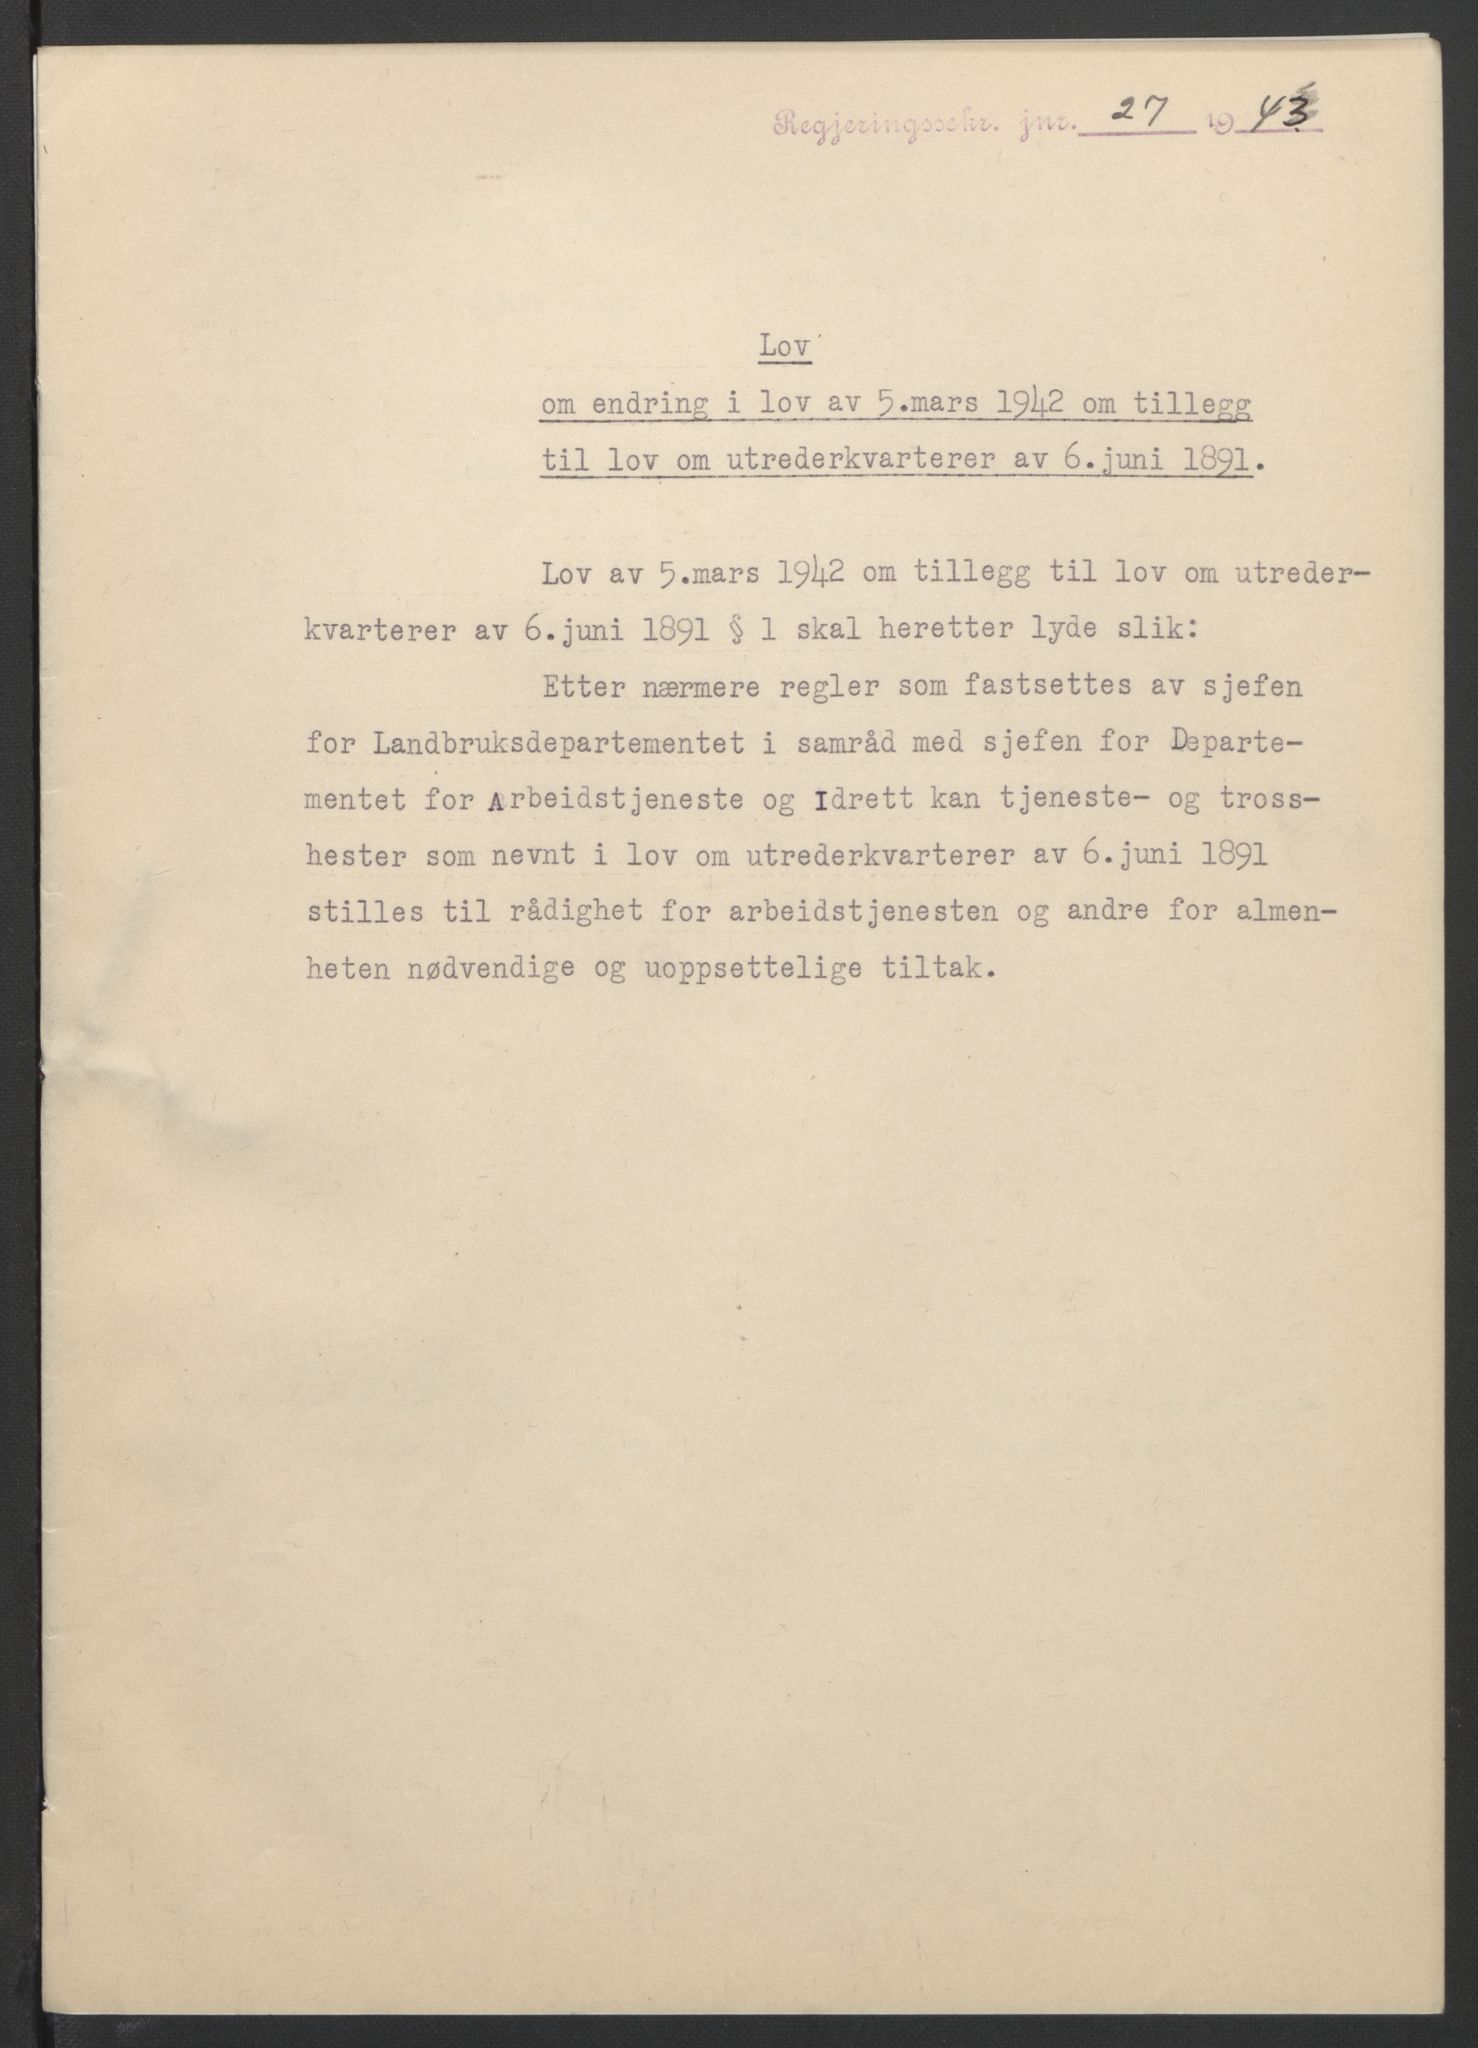 Regjeringssekr. jnr. 27 1943
Lov
om endring i lov av 5.mars 1942 om tillegg
til lov om utrederkvarterer av 6.juni 1891.
Lov av 5.mars 1942 om tillegg til lov om utreder-
kvarterer av 6.juni 1891 § 1 skal heretter lyde slik:
Etter nærmere regler som fastsettes av sjefen
for Landbruksdepartementet i samråd med sjefen for Departe-
mentet for Arbeidstjeneste og Idrett kan tjeneste- og tross-
hester som nevnt i lov om utrederkvarterer av 6.juni 1891
stilles til rådighet for arbeidstjenesten og andre for almen-
heten nødvendige og uoppsettelige tiltak.